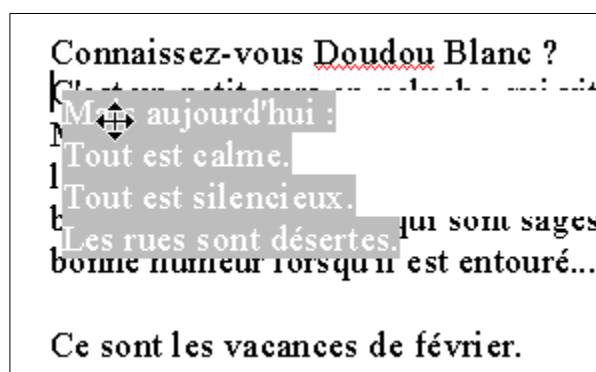 Connaissez-vous Doudou Blanc ?
Mais aujourd'hui :
Tout est calme.
Tout est silencieux.
qui sont sages
Les rues sont désertes.
bonne humeur lorsqu'il est entouré...
Ce sont les vacances de février.